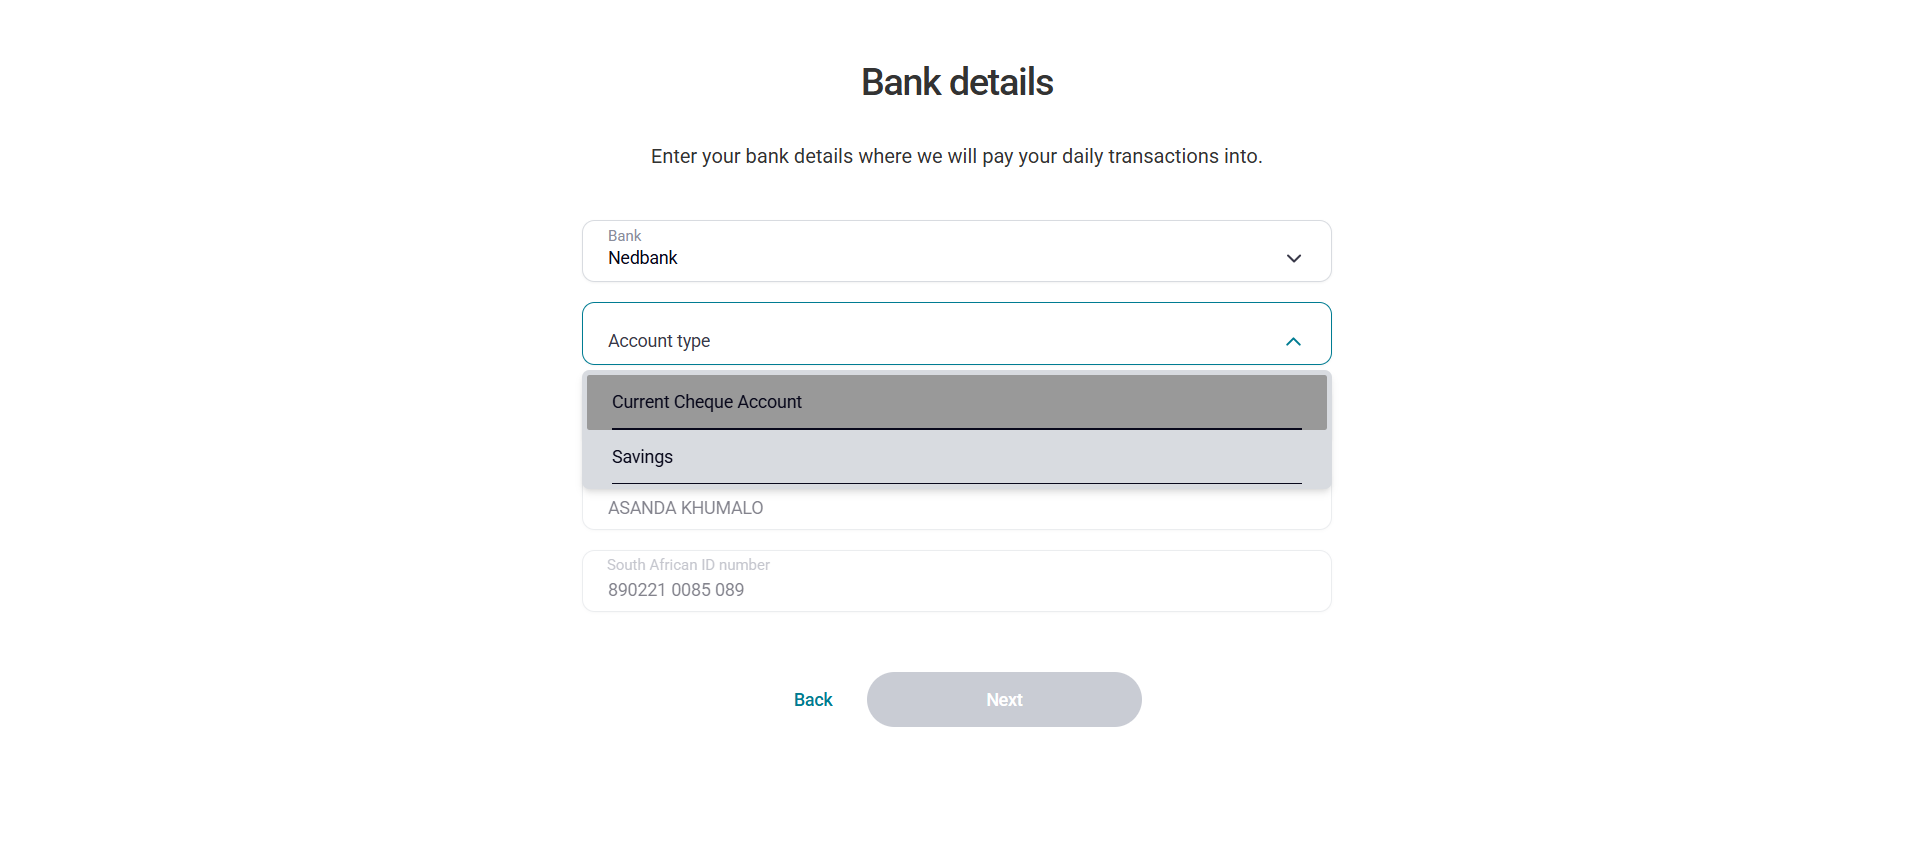 Bank details
Enter your bank details where we will pay your daily transactions into.
Bank
Nedbank
Account type
Current Cheque Account
Savings
ASANDA KHUMALO
South African ID number
890221 0085 089
Back
Next